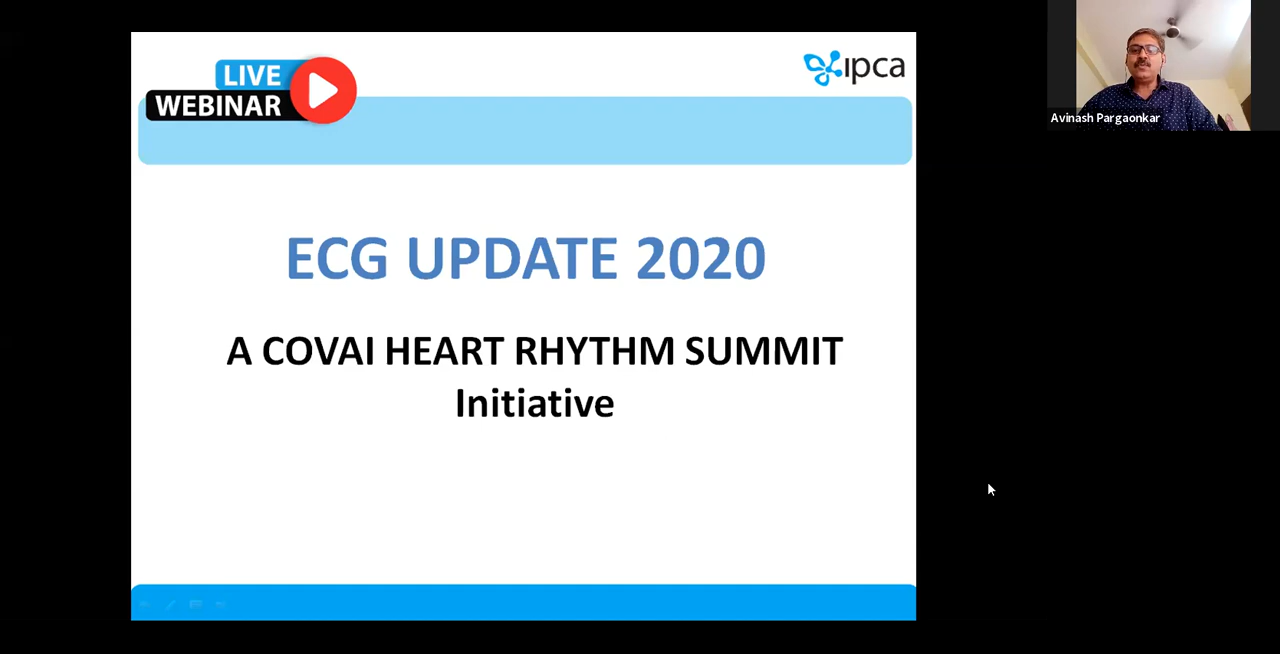 LIVE
WEBINAR
ipca
Avinash Pargaonkar
ECG UPDATE 2020
A COVAI HEART RHYTHM SUMMIT
Initiative